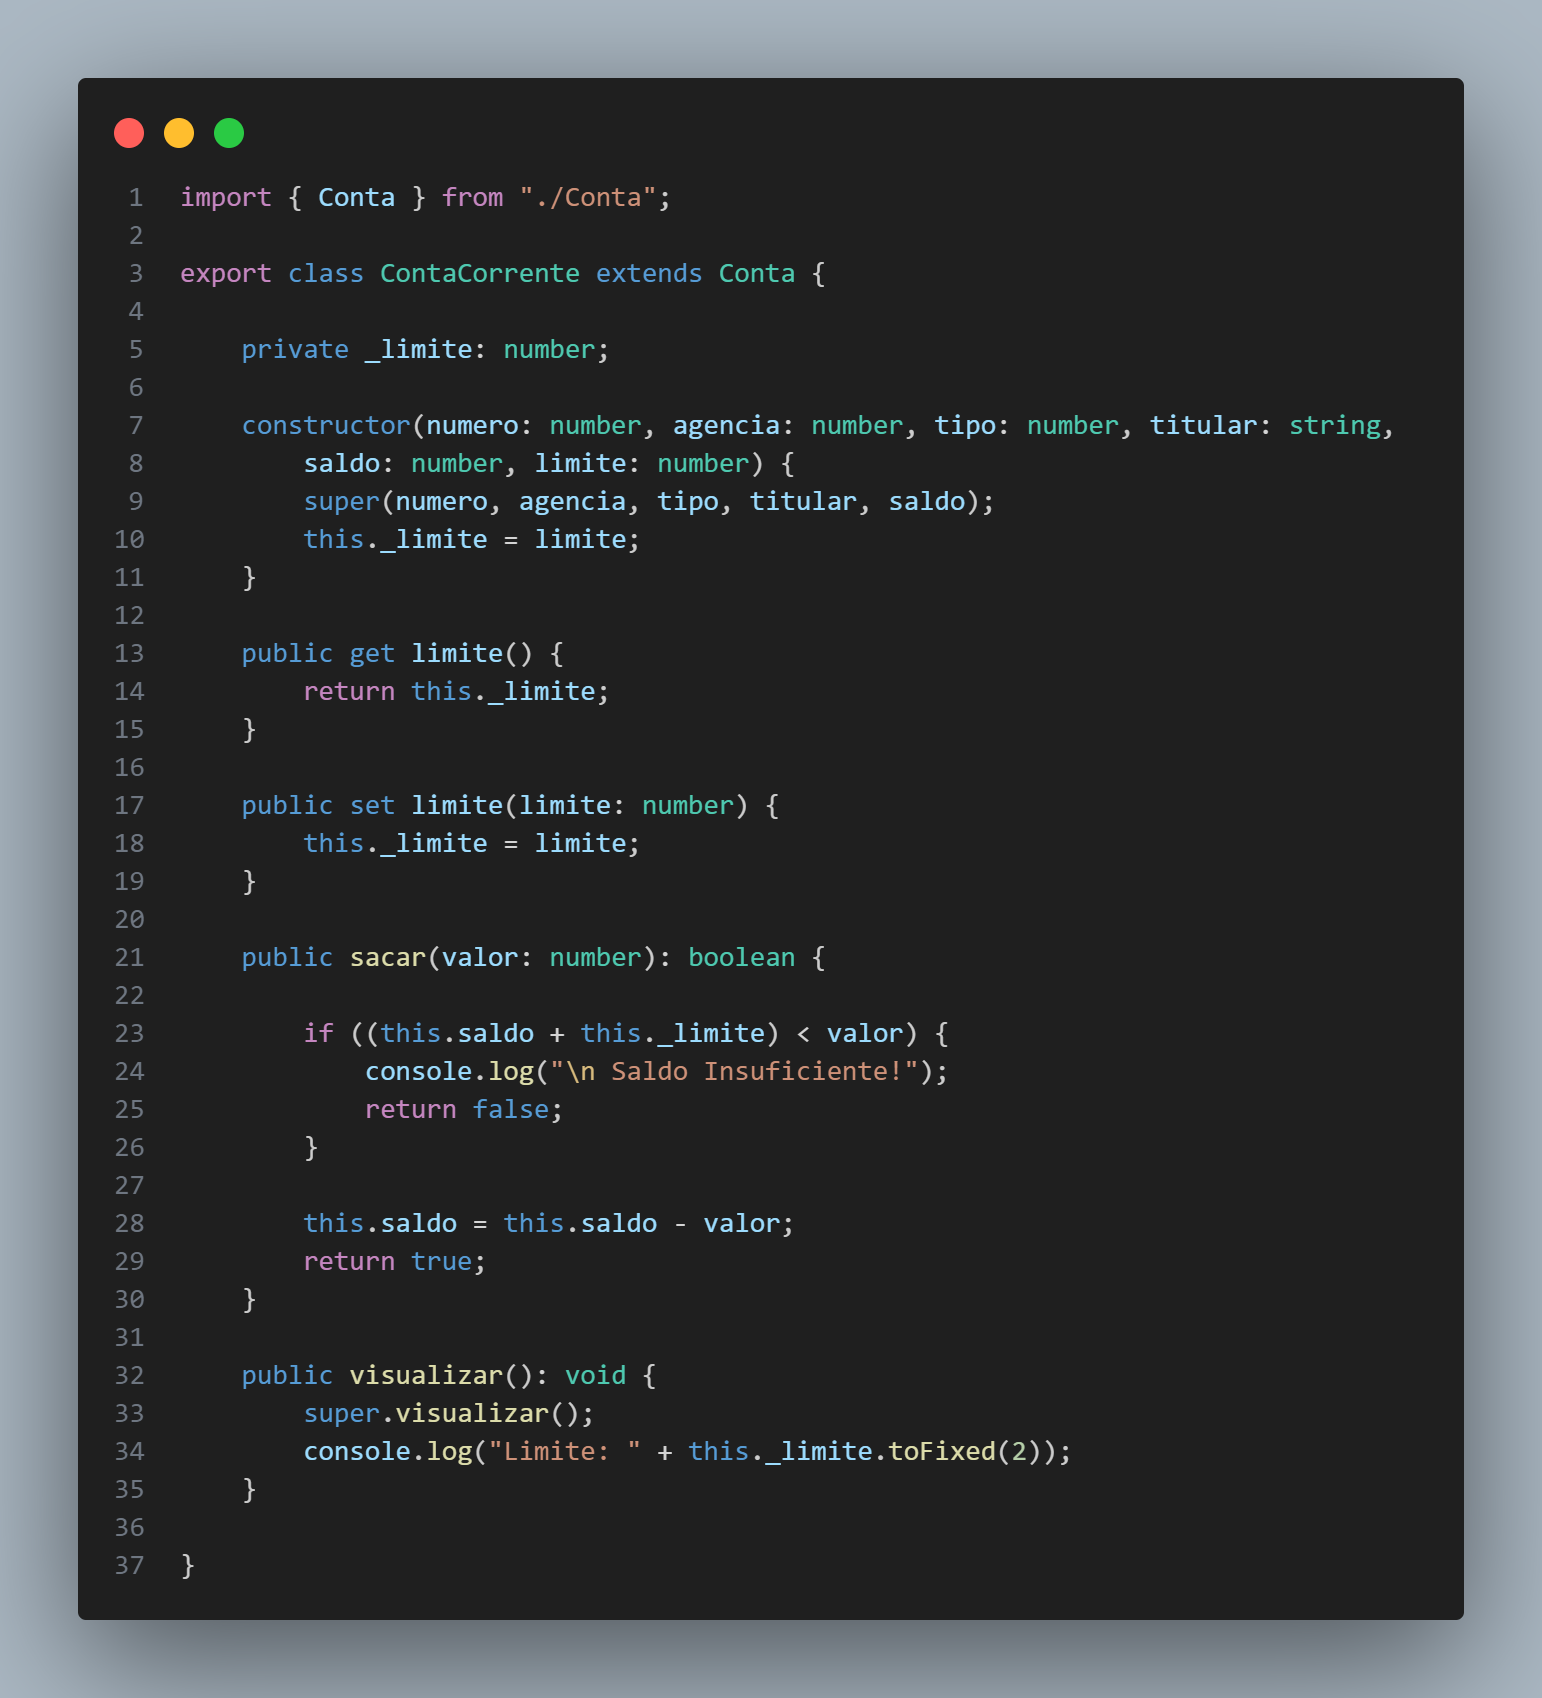 1 import { Conta } from "./Conta";
2
3 export class ContaCorrente extends Conta {
4
5     private _limite: number;
6
7     constructor(numero: number, agencia: number, tipo: number, titular: string,
8         saldo: number, limite: number) {
9         super(numero, agencia, tipo, titular, saldo);
10         this._limite = limite;
11     }
12
13     public get limite() {
14         return this._limite;
15     }
16
17     public set limite(limite: number) {
18         this._limite = limite;
19     }
20
21     public sacar(valor: number): boolean {
22
23         if ((this.saldo + this._limite) < valor) {
24             console.log("\n Saldo Insuficiente!");
25             return false;
26         }
27
28         this.saldo = this.saldo - valor;
29         return true;
30     }
31
32     public visualizar(): void {
33         super.visualizar();
34         console.log("Limite: " + this._limite.toFixed(2));
35     }
36
37 }